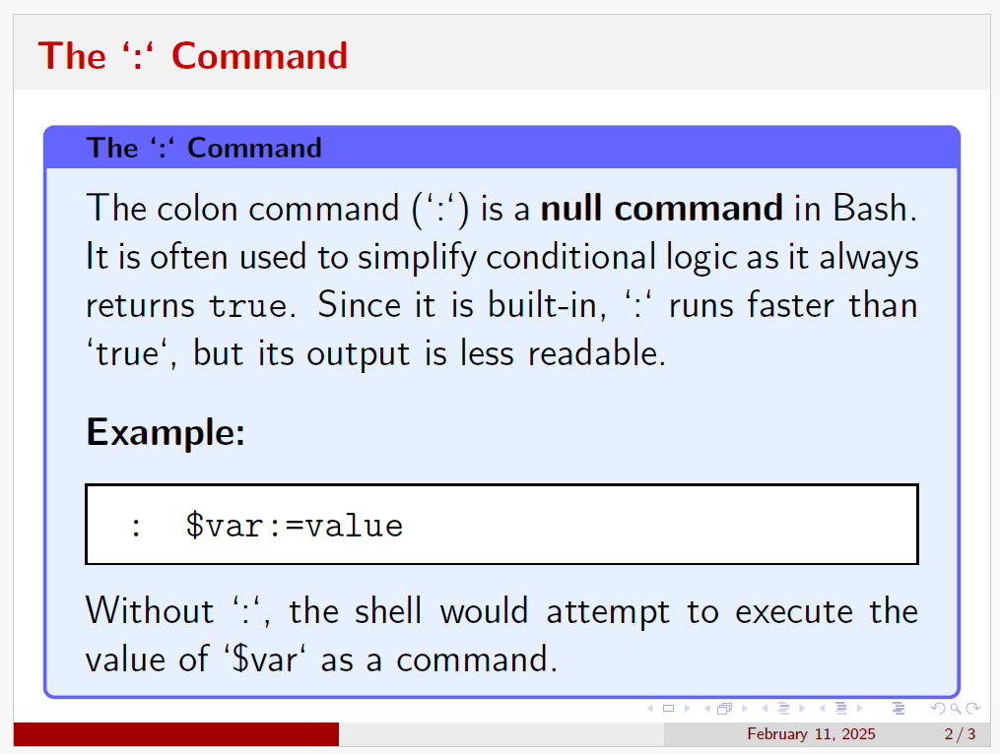 The ‘:‘ Command
The ‘:‘ Command
The colon command (‘:‘) is a null command in Bash.
It is often used to simplify conditional logic as it always
returns true. Since it is built-in, ‘:‘ runs faster than
‘true‘, but its output is less readable.
Example:
: $var:=value
Without ‘:‘, the shell would attempt to execute the
value of ‘$var‘ as a command.
February 11, 2025 2 / 3